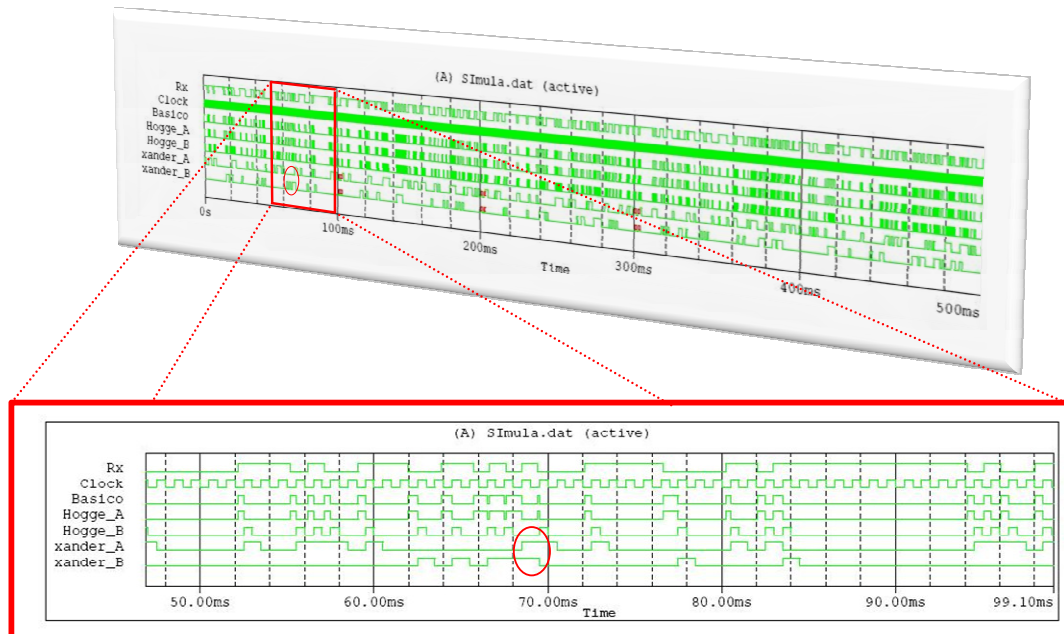 (A) SImula.dat (active)
Rx
Clock
Basico
Hogge_A
Hogge_B
xander_A
xander_B
0s
100ms
200ms
300ms
400ms
500ms
Time
(A) SImula.dat (active)
Rx
Clock
Basico
Hogge_A
Hogge_B
xander_A
xander_B
50.00ms 60.00ms 70.00ms 80.00ms 90.00ms 99.10ms
Time